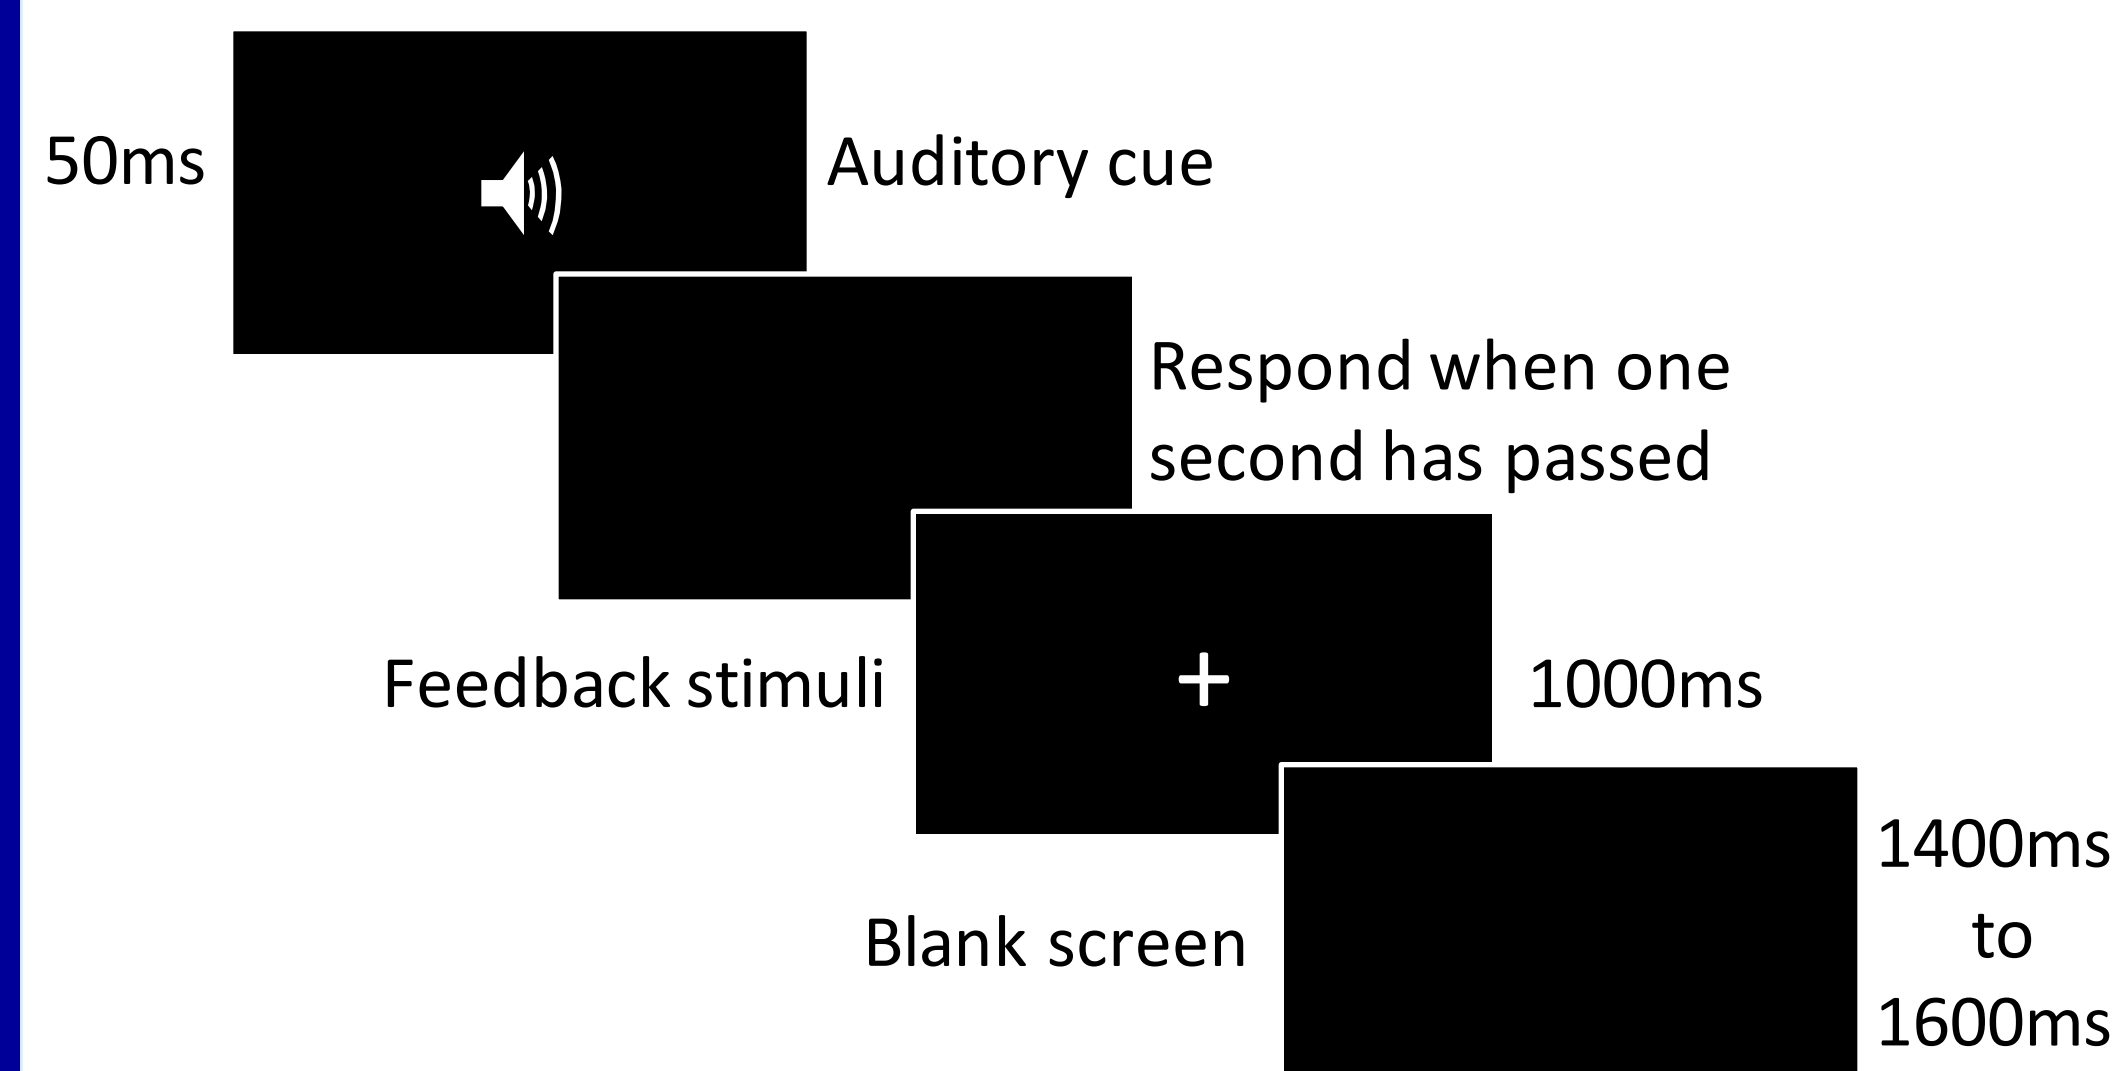 50ms
Auditory cue
Respond when one
second has passed
Feedback stimuli
+
1000ms
Blank screen
1400ms
to
1600ms